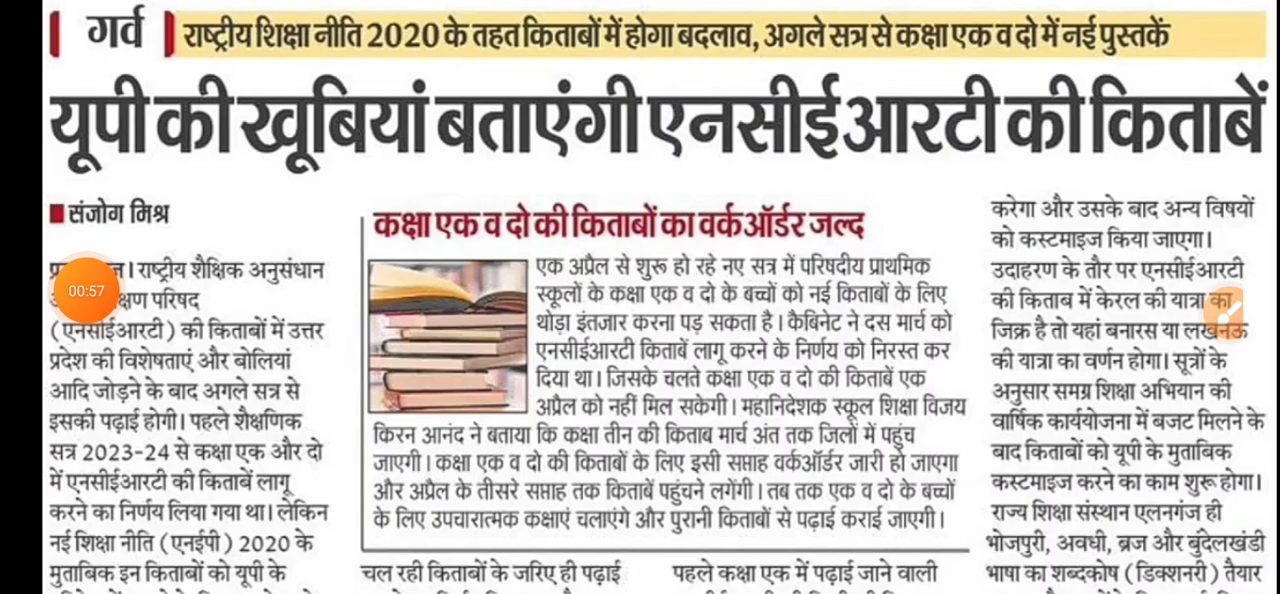 गर्व
राष्ट्रीय शिक्षा नीति 2020 के तहत किताबों में होगा बदलाव, अगले सत्र से कक्षा एक व दो में नई पुस्तकें
यूपी की खूबियां बताएंगी एनसीईआरटी की किताबें
संजोग मिश्र
राष्ट्रीय शैक्षिक अनुसंधान
00:57
परिषद
(एनसीईआरटी) की किताबों में उत्तर
प्रदेश की विशेषताएं और बोलियां
आदि जोड़ने के बाद अगले सत्र से
इसकी पढ़ाई होगी। पहले शैक्षणिक
सत्र 2023-24 से कक्षा एक और दो
में एनसीईआरटी की किताबें लागू
करने का निर्णय लिया गया था। लेकिन
नई शिक्षा नीति (एनईपी) 2020 के
मुताबिक इन किताबों को यूपी के
कक्षा एक व दो की किताबों का वर्कऑर्डर जल्द
एक अप्रैल से शुरू हो रहे नए सत्र में परिषदीय प्राथमिक
स्कूलों के कक्षा एक व दो के बच्चों को नई किताबों के लिए
थोड़ा इंतजार करना पड़ सकता है। कैबिनेट ने दस मार्च को
एनसीईआरटी किताबें लागू करने के निर्णय को निरस्त कर
दिया था। जिसके चलते कक्षा एक व दो की किताबें एक
अप्रैल को नहीं मिल सकेगी। महानिदेशक स्कूल शिक्षा विजय
किरन आनंद ने बताया कि कक्षा तीन की किताब मार्च अंत तक जिलों में पहुंच
जाएगी। कक्षा एक व दो की किताबों के लिए इसी सप्ताह वर्कऑर्डर जारी हो जाएगा
और अप्रैल के तीसरे सप्ताह तक किताबें पहुंचने लगेंगी। तब तक एक व दो के बच्चों
के लिए उपचारात्मक कक्षाएं चलाएंगे और पुरानी किताबों से पढ़ाई कराई जाएगी।
चल रही किताबों के जरिए ही पढ़ाई
पहले कक्षा एक में पढ़ाई जाने वाली
करेगा और उसके बाद अन्य विषयों
को कस्टमाइज किया जाएगा।
उदाहरण के तौर पर एनसीईआरटी
की किताब में केरल की यात्रा का
जिक्र है तो यहां बनारस या लखनऊ
की यात्रा का वर्णन होगा। सूत्रों के
अनुसार समग्र शिक्षा अभियान की
वार्षिक कार्ययोजना में बजट मिलने के
बाद किताबों को यूपी के मुताबिक
कस्टमाइज करने का काम शुरू होगा।
राज्य शिक्षा संस्थान एलनगंज ही
भोजपुरी, अवधी, ब्रज और बुंदेलखंडी
भाषा का शब्दकोष (डिक्शनरी) तैयार